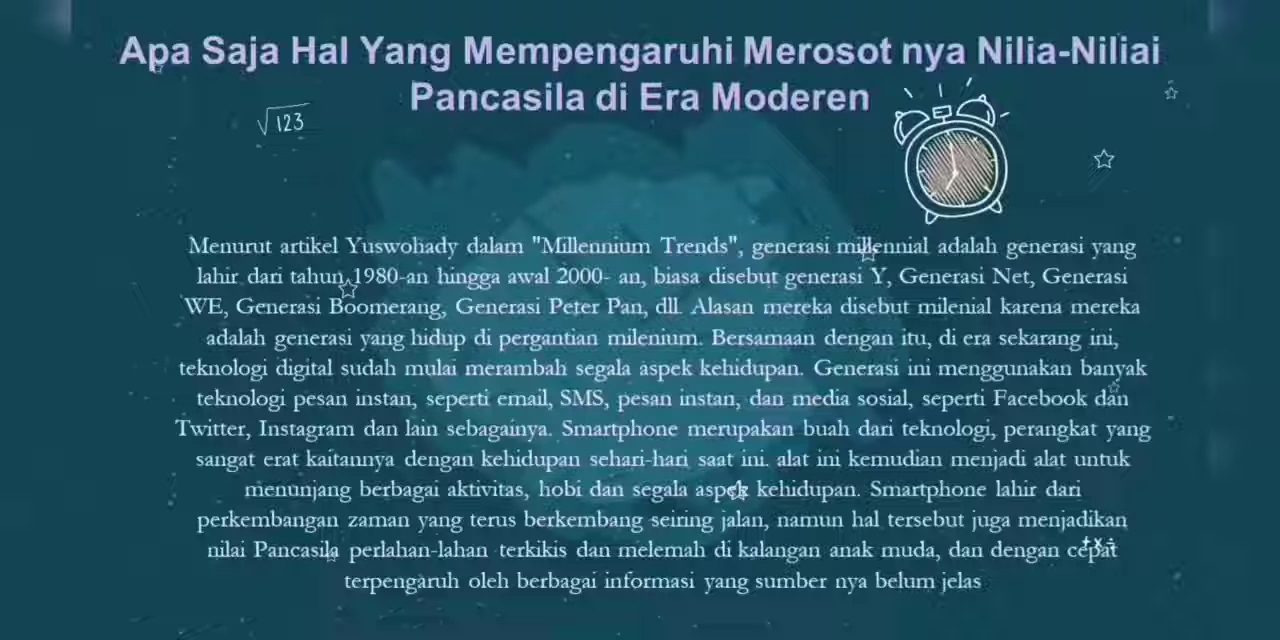 Apa Saja Hal Yang Mempengaruhi Merosot nya Nilia-Niliai
Pancasila di Era Moderen
√123
Menurut artikel Yuswohady dalam "Millennium Trends", generasi millennial adalah generasi yang
lahir dari tahun 1980-an hingga awal 2000- an, biasa disebut generasi Y, Generasi Net, Generasi
WE, Generasi Boomerang, Generasi Peter Pan, dll. Alasan mereka disebut milenial karena mereka
adalah generasi yang hidup di pergantian milenium. Bersamaan dengan itu, di era sekarang ini,
teknologi digital sudah mulai merambah segala aspek kehidupan. Generasi ini menggunakan banyak
teknologi pesan instan, seperti email, SMS, pesan instan, dan media sosial, seperti Facebook dan
Twitter, Instagram dan lain sebagainya. Smartphone merupakan buah dari teknologi, perangkat yang
sangat erat kaitannya dengan kehidupan sehari-hari saat ini. alat ini kemudian menjadi alat untuk
menunjang berbagai aktivitas, hobi dan segala aspek kehidupan. Smartphone lahir dari
perkembangan zaman yang terus berkembang seiring jalan, namun hal tersebut juga menjadikan
nilai Pancasila perlahan-lahan terkikis dan melemah di kalangan anak muda, dan dengan cepat
terpengaruh oleh berbagai informasi yang sumber nya belum jelas
+x÷